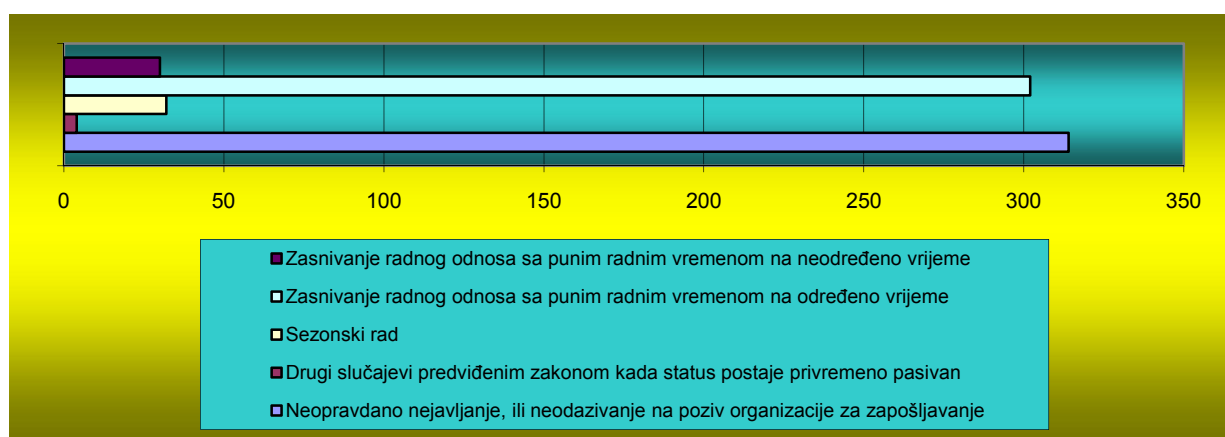 0 50 100 150 200 250 300 350
Zasnivanje radnog odnosa sa punim radnim vremenom na neodređeno vrijeme
Zasnivanje radnog odnosa sa punim radnim vremenom na određeno vrijeme
Sezonski rad
Drugi slučajevi predviđenim zakonom kada status postaje privremeno pasivan
Neopravdano nejavljanje, ili neodazivanje na poziv organizacije za zapošljavanje